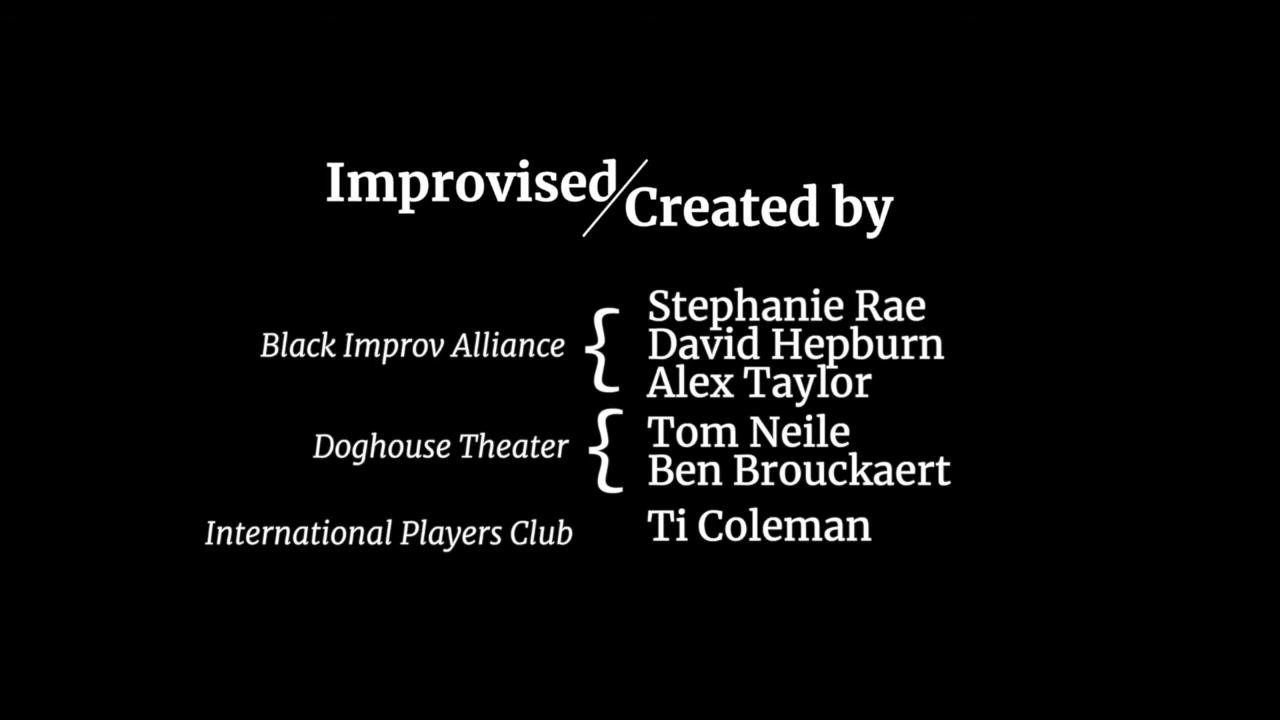 Improvised/Created by
Stephanie Rae
Black Improv Alliance { David Hepburn
Alex Taylor
Doghouse Theater { Tom Neile
Ben Brouckaert
International Players Club Ti Coleman